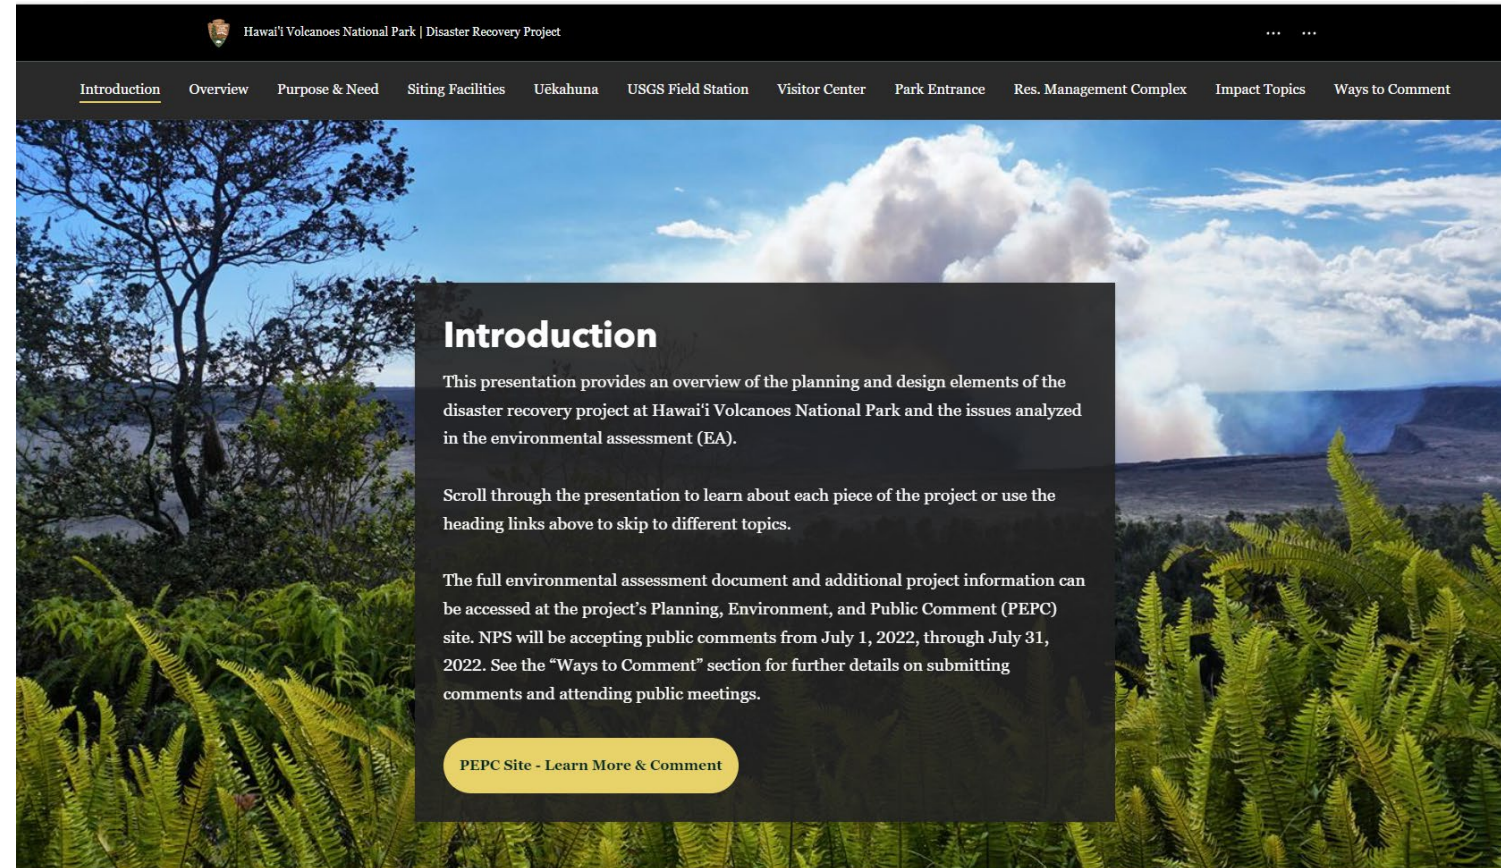 Hawai'i Volcanoes National Park | Disaster Recovery Project
... ...
Introduction Overview Purpose & Need Siting Facilities Uēkahuna USGS Field Station Visitor Center Park Entrance Res. Management Complex Impact Topics Ways to Comment
Introduction
This presentation provides an overview of the planning and design elements of the
disaster recovery project at Hawai'i Volcanoes National Park and the issues analyzed
in the environmental assessment (EA).
Scroll through the presentation to learn about each piece of the project or use the
heading links above to skip to different topics.
The full environmental assessment document and additional project information can
be accessed at the project’s Planning, Environment, and Public Comment (PEPC)
site. NPS will be accepting public comments from July 1, 2022, through July 31,
2022. See the “Ways to Comment” section for further details on submitting
comments and attending public meetings.
PEPC Site - Learn More & Comment